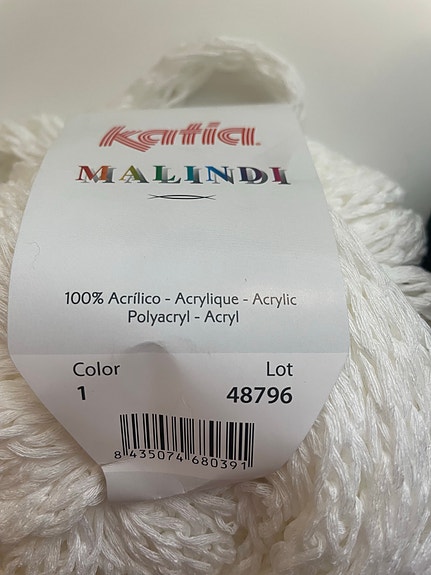 katia.
MALINDI
100% Acrílico - Acrylique - Acrylic
Polyacryl - Acryl
Color Lot
1 48796
8 435074 680391